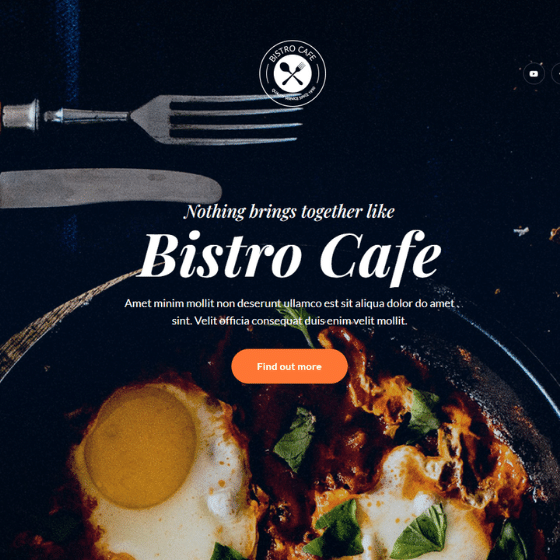 BISTRO CAFE
Nothing brings together like
Bistro Cafe
Amet minim mollit non deserunt ullamco est sit aliqua dolor do amet
sint. Velit officia consequat duis enim velit mollit.
Find out more